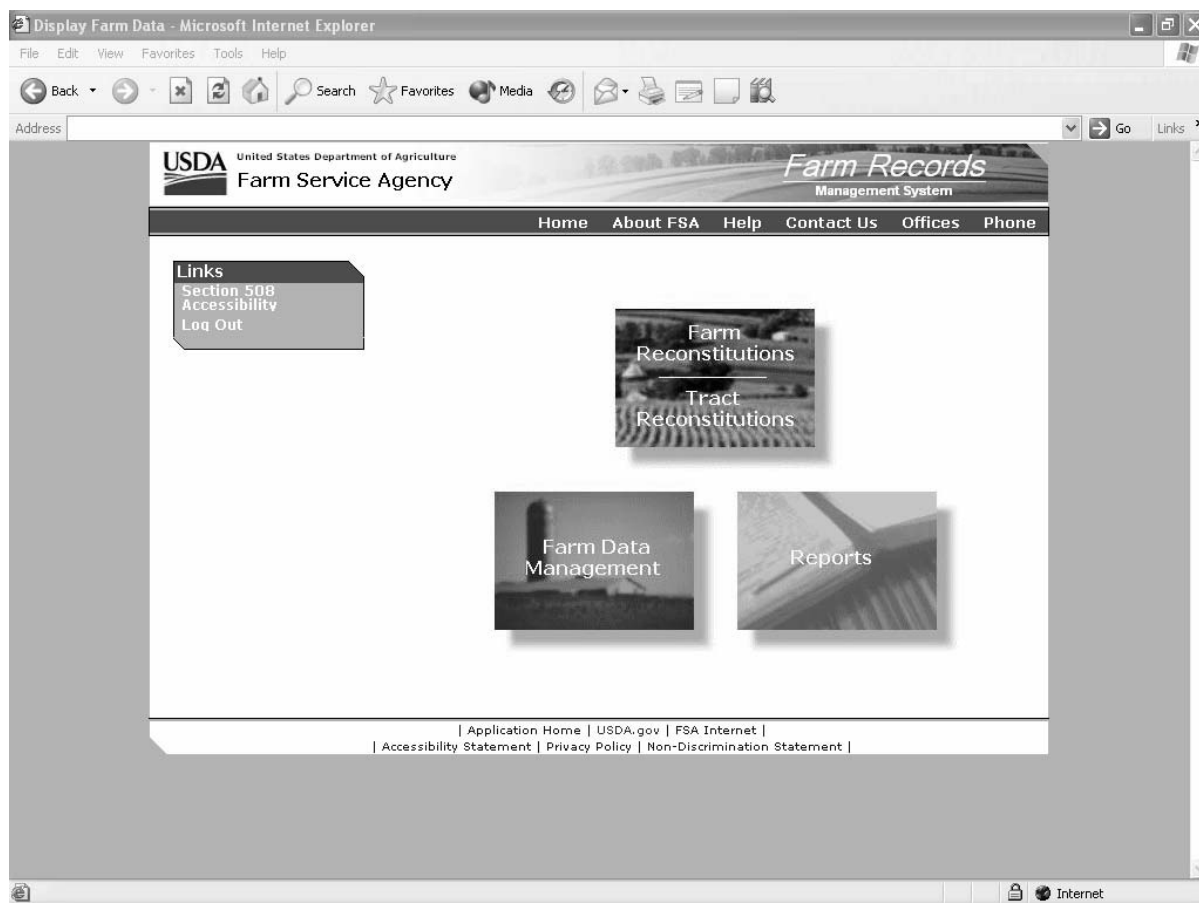 Display Farm Data - Microsoft Internet Explorer
File Edit View Favorites Tools Help
Back Search Favorites Media
Address Go Links
USDA United States Department of Agriculture
Farm Service Agency
Farm Records
Management System
Home About FSA Help Contact Us Offices Phone
Links
Section 508
Accessibility
Log Out
Farm
Reconstitutions
Tract
Reconstitutions
Farm Data
Management
Reports
| Application Home | USDA.gov | FSA Internet |
| Accessibility Statement | Privacy Policy | Non-Discrimination Statement |
Internet